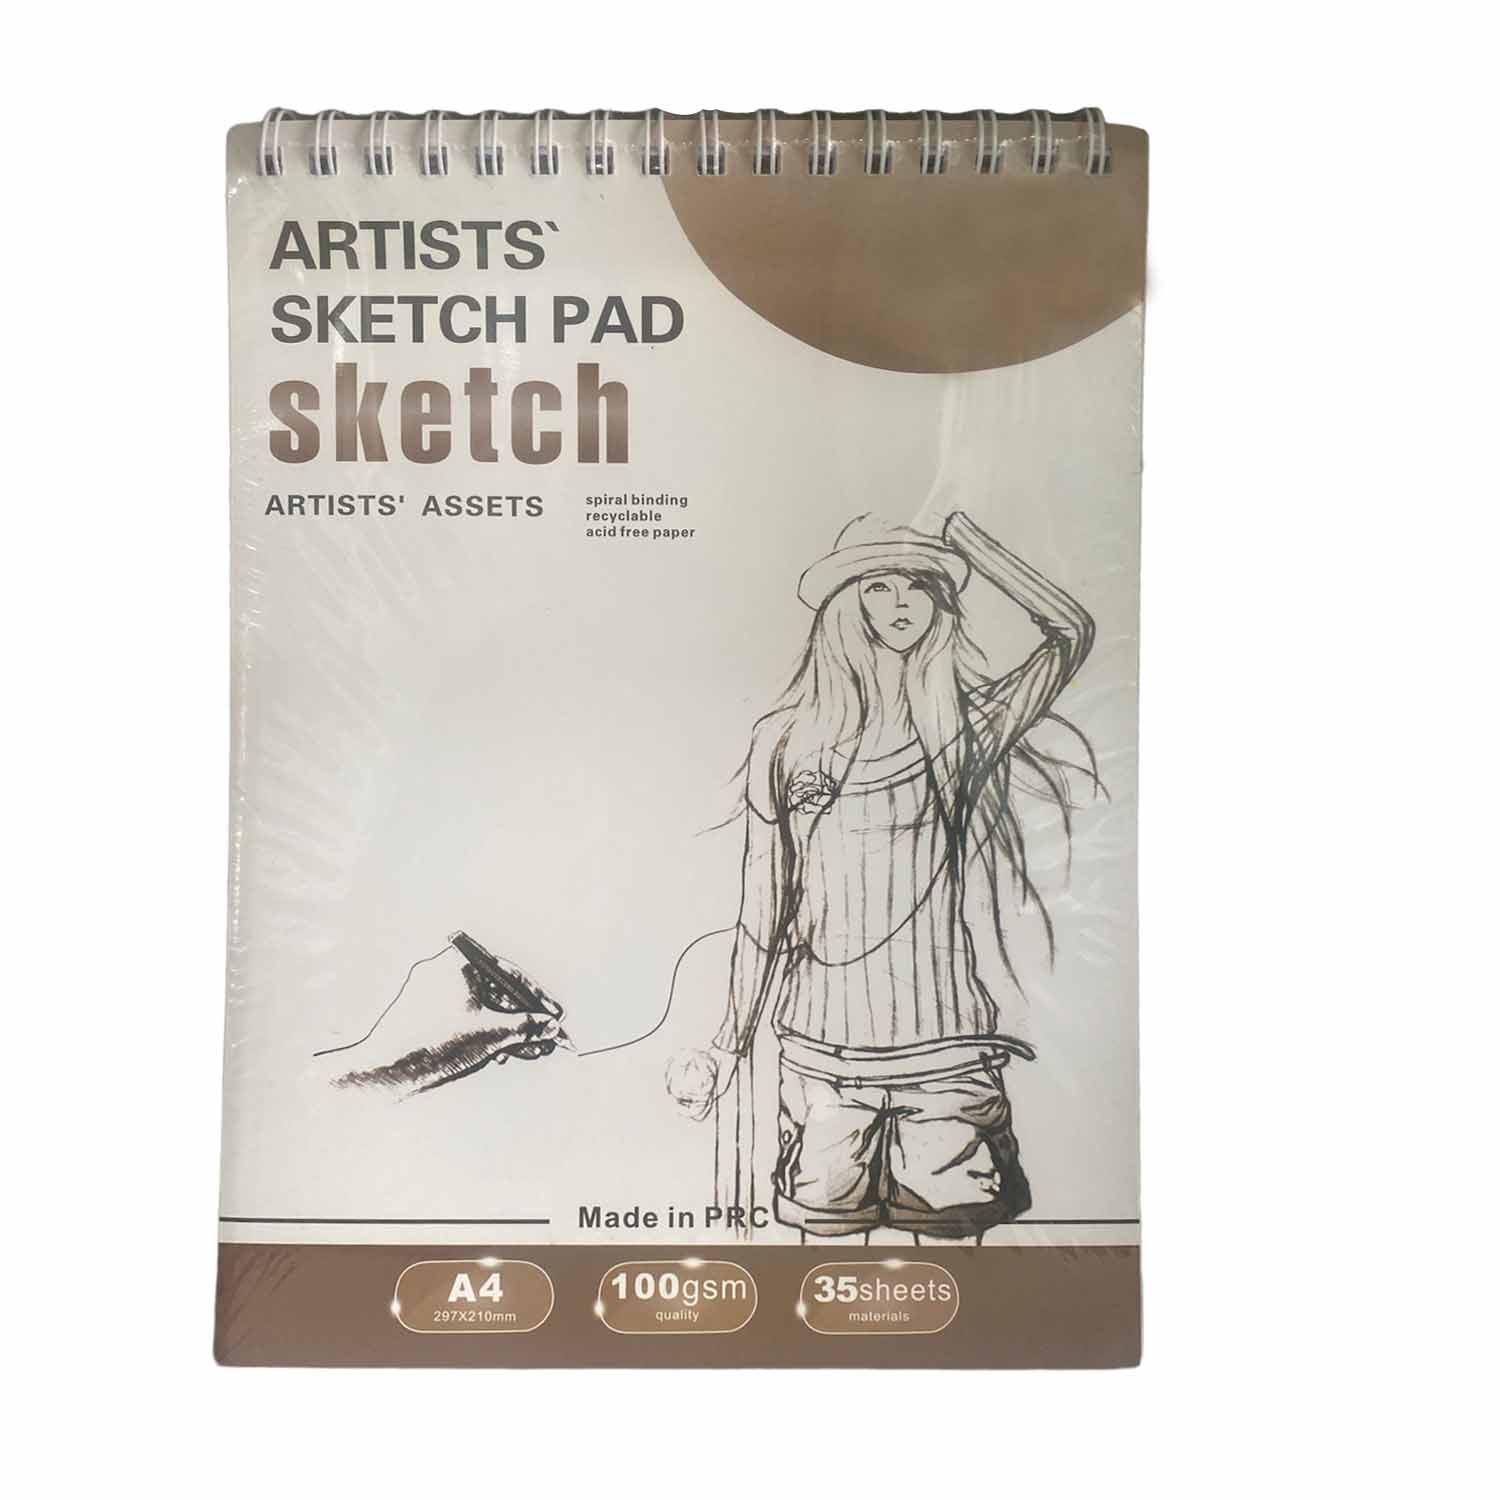 ARTISTS`
SKETCH PAD
sketch
ARTISTS' ASSETS
spiral binding
recyclable
acid free paper
Made in PRC
A4
297X210mm
100gsm
quality
35sheets
materials